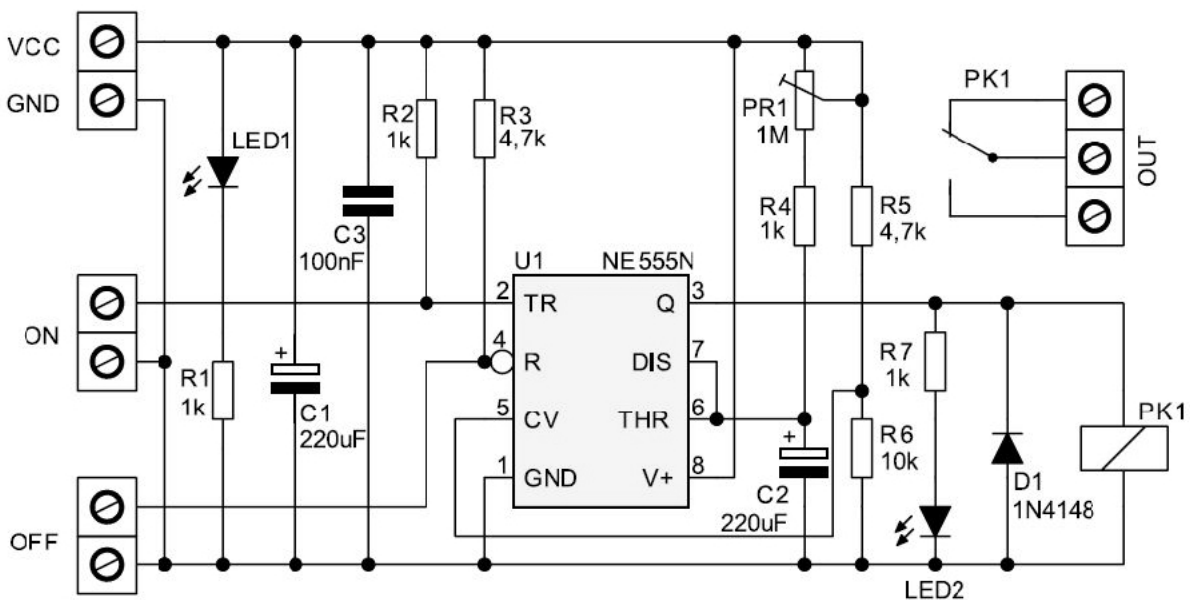 VCC
GND
LED1
R2
1k
R3
4,7k
PR1
1M
PK1
OUT
C3
100nF
R4
1k
R5
4,7k
U1
NE555N
ON
2
TR
Q
3
4
R
DIS
7
5
CV
THR
6
1
GND
V+
8
R1
1k
+
C1
220uF
+
C2
220uF
R6
10k
R7
1k
D1
1N4148
PK1
OFF
LED2